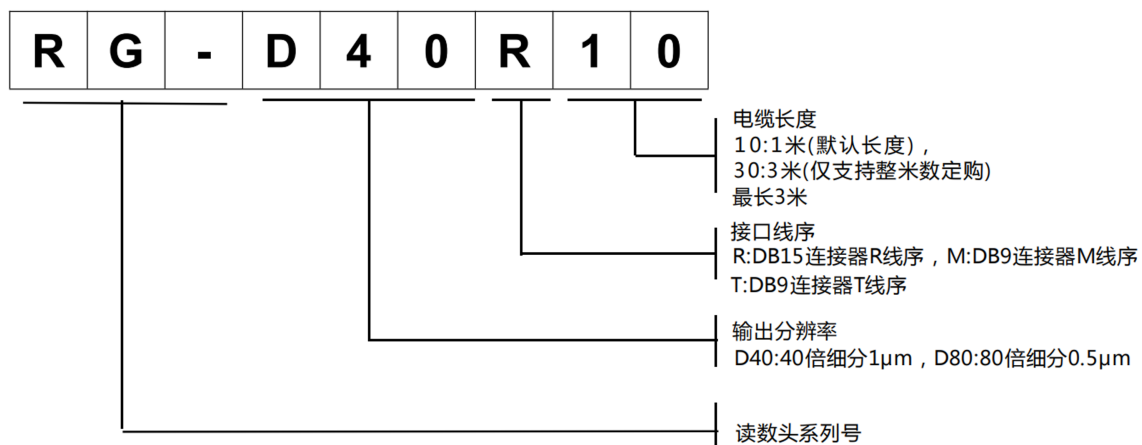 RG-D40R10
电缆长度
10:1米(默认长度)，
30:3米(仅支持整米数定购)
最长3米
接口线序
R:DB15连接器R线序，M:DB9连接器M线序
T:DB9连接器T线序
输出分辨率
D40:40倍细分1μm，D80:80倍细分0.5μm
读数头系列号